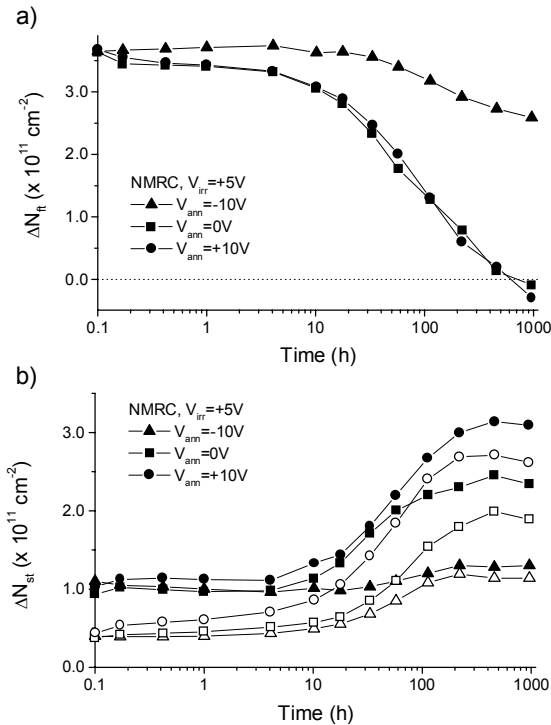 a)
3.0
2.0
1.0
0.0
ΔN_ft (x 10^11 cm^-2)
NMRC, V_irr=+5V
V_ann=-10V
V_ann=0V
V_ann=+10V
0.1 1 10 100 1000
Time (h)
b)
3.0
2.0
1.0
0.0
ΔN_st (x 10^11 cm^-2)
NMRC, V_irr=+5V
V_ann=-10V
V_ann=0V
V_ann=+10V
0.1 1 10 100 1000
Time (h)